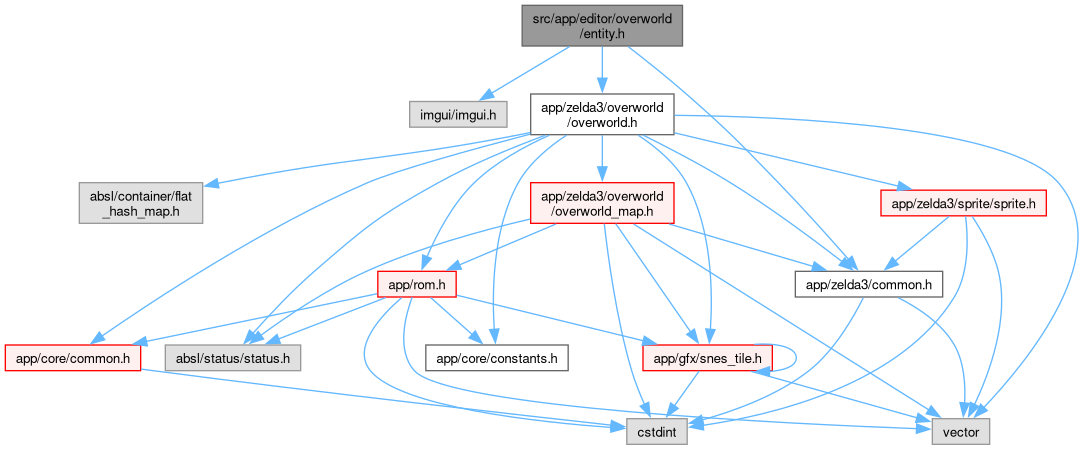 src/app/editor/overworld
/entity.h
imgui/imgui.h
app/zelda3/overworld
/overworld.h
absl/container/flat
_hash_map.h
app/zelda3/overworld
/overworld_map.h
app/zelda3/sprite/sprite.h
app/rom.h
app/zelda3/common.h
app/core/common.h
absl/status/status.h
app/core/constants.h
app/gfx/snes_tile.h
cstdint
vector